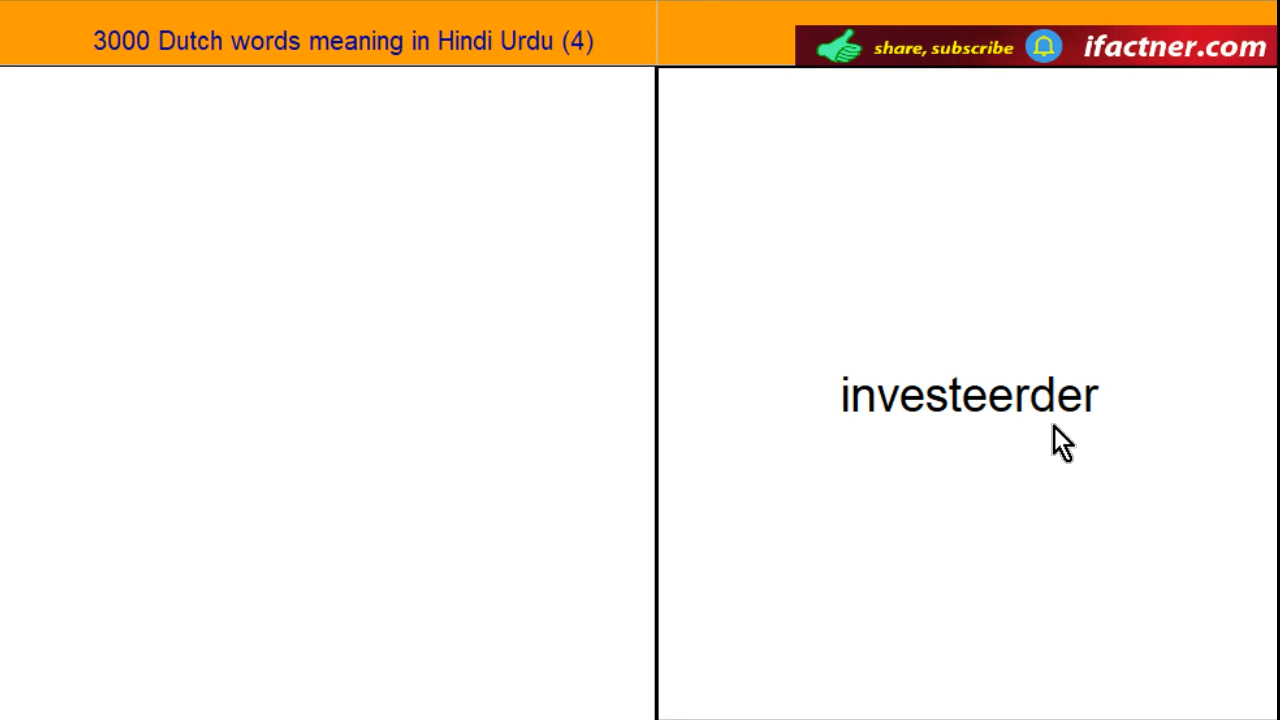 3000 Dutch words meaning in Hindi Urdu (4)
share, subscribe
ifactner.com
investeerder